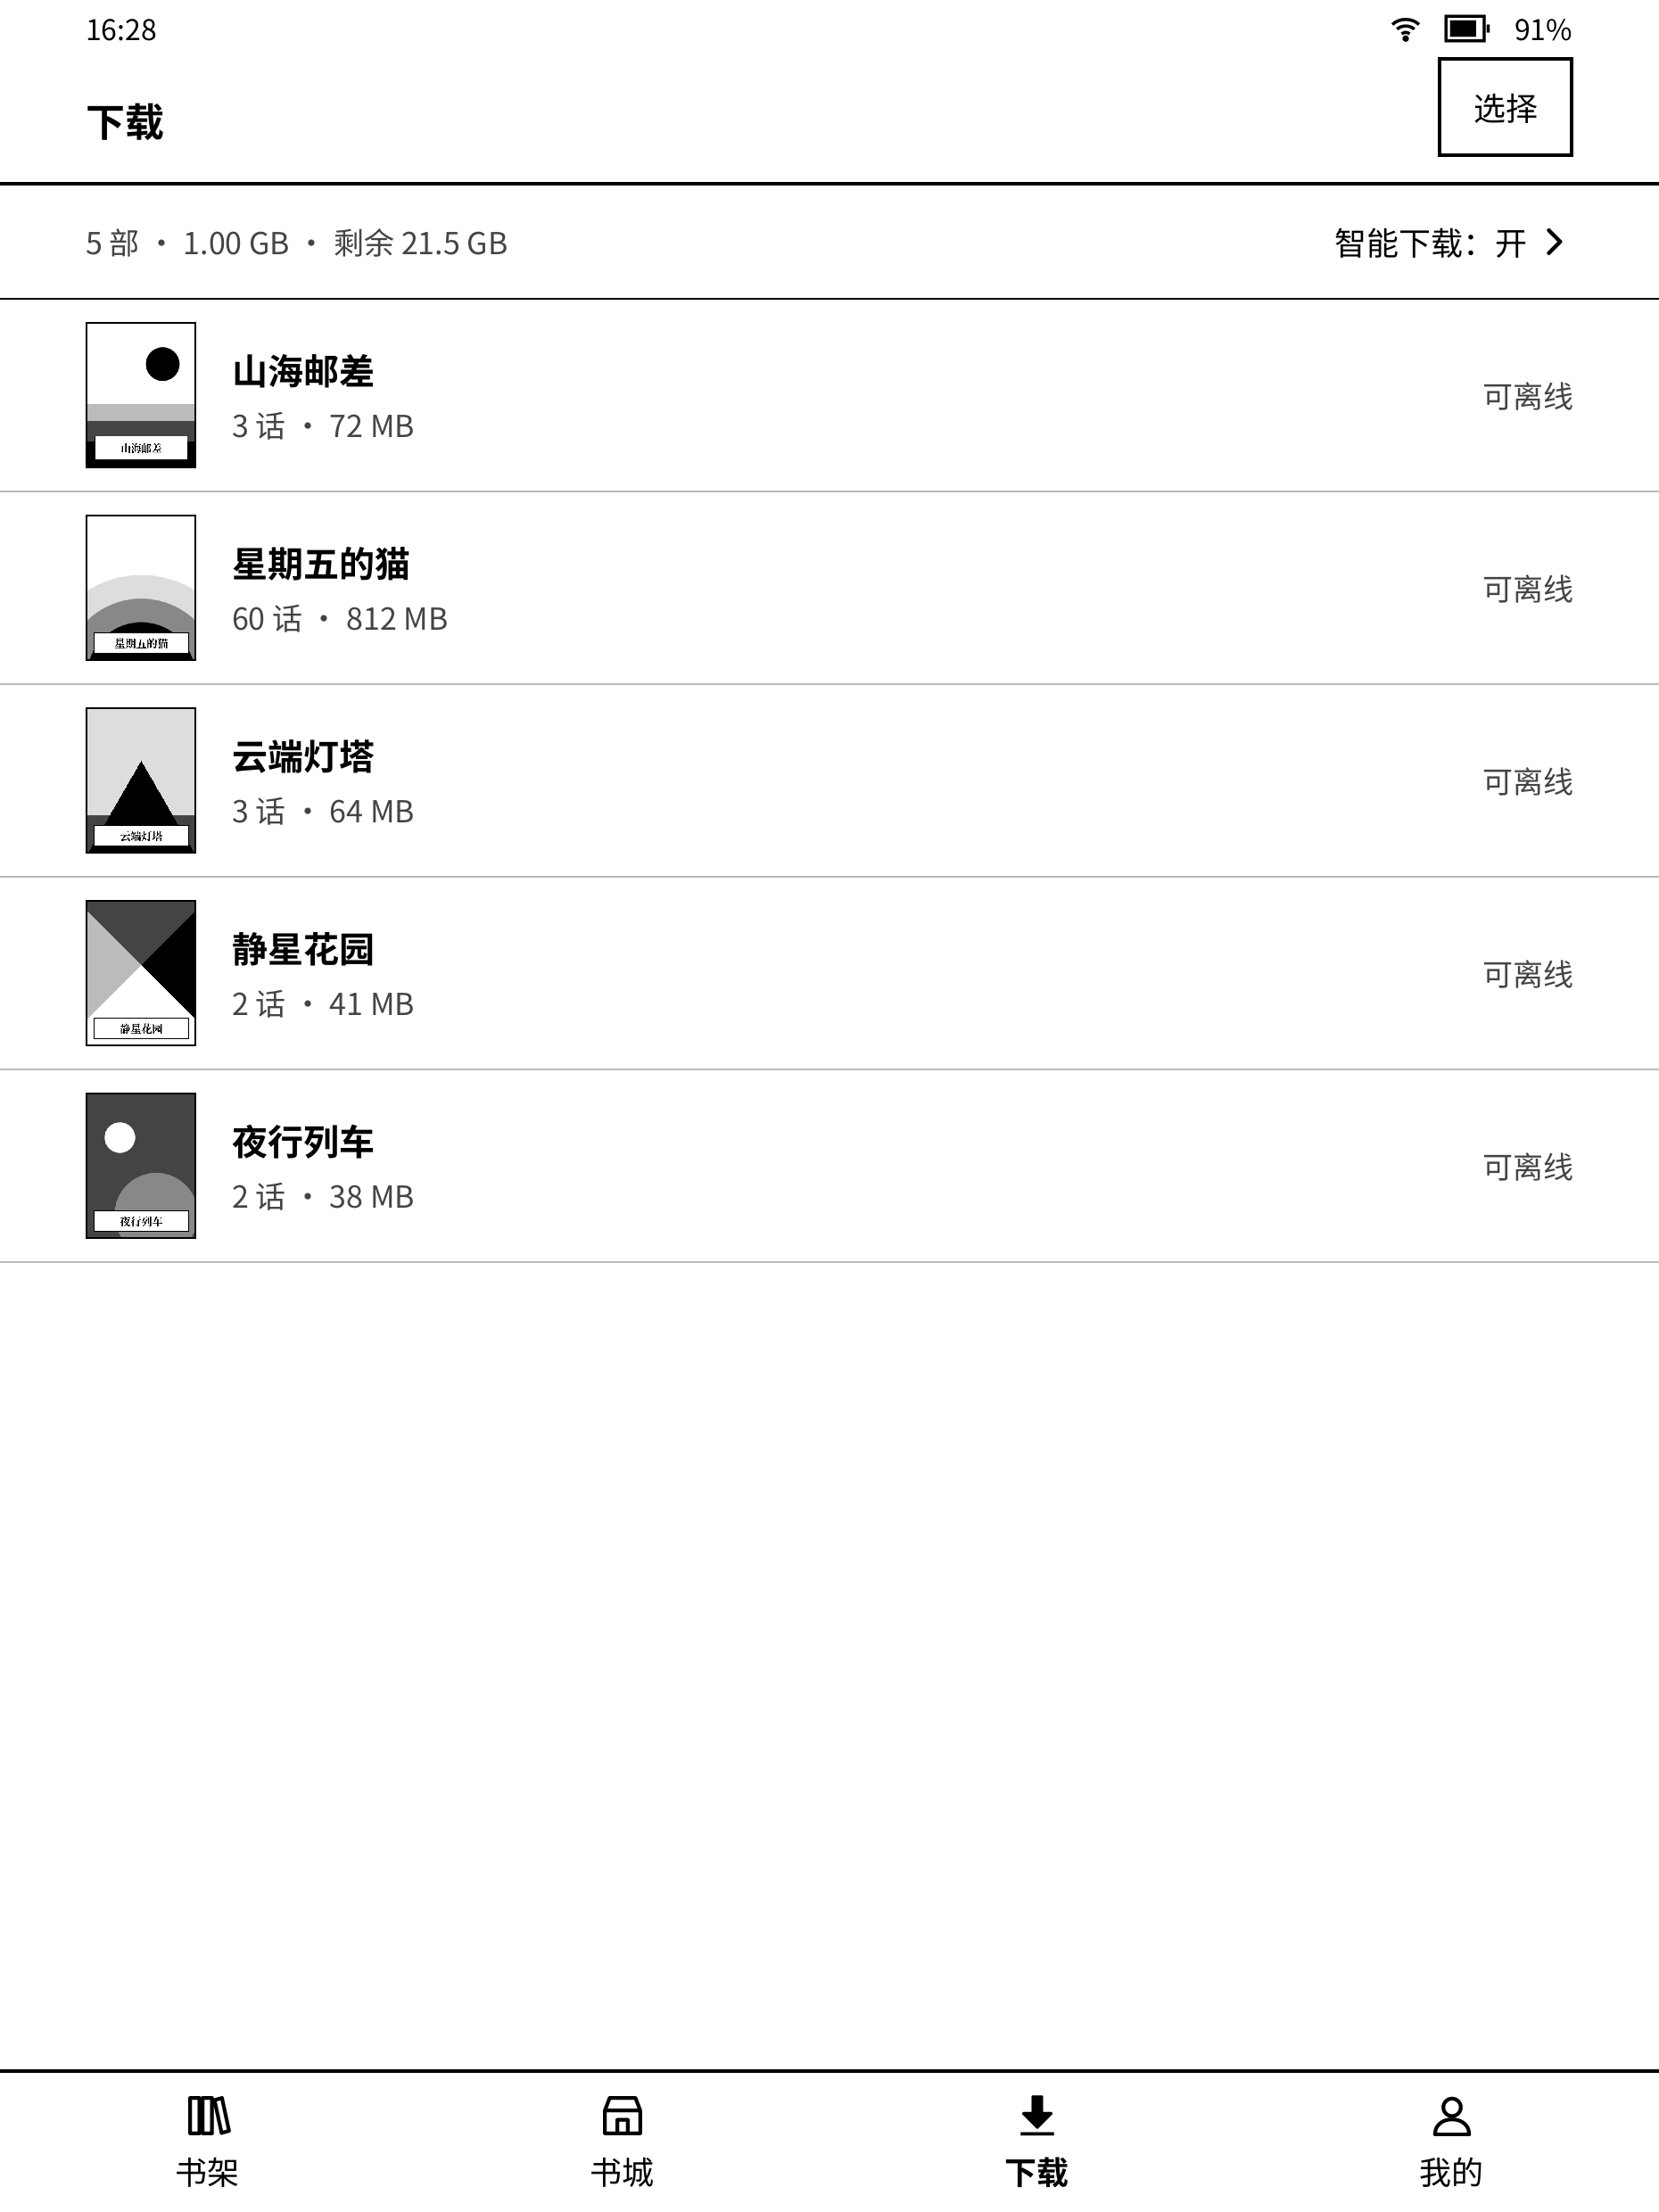 16:28
91%
下载
选择
5 部 • 1.00 GB • 剩余 21.5 GB
智能下载：开
山海邮差
山海邮差
3 话 • 72 MB
可离线
星期五的猫
星期五的猫
60 话 • 812 MB
可离线
云端灯塔
云端灯塔
3 话 • 64 MB
可离线
静星花园
静星花园
2 话 • 41 MB
可离线
夜行列车
夜行列车
2 话 • 38 MB
可离线
书架
书城
下载
我的